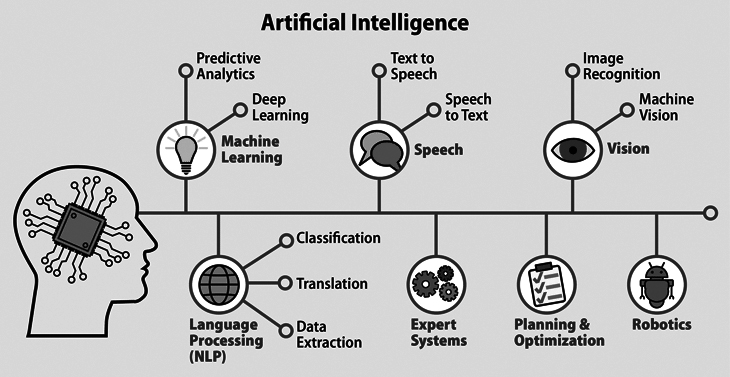 Artificial Intelligence
Predictive
Analytics
Deep
Learning
Machine
Learning
Text to
Speech
Speech
to Text
Speech
Image
Recognition
Machine
Vision
Vision
Classification
Translation
Data
Extraction
Language
Processing
(NLP)
Expert
Systems
Planning &
Optimization
Robotics